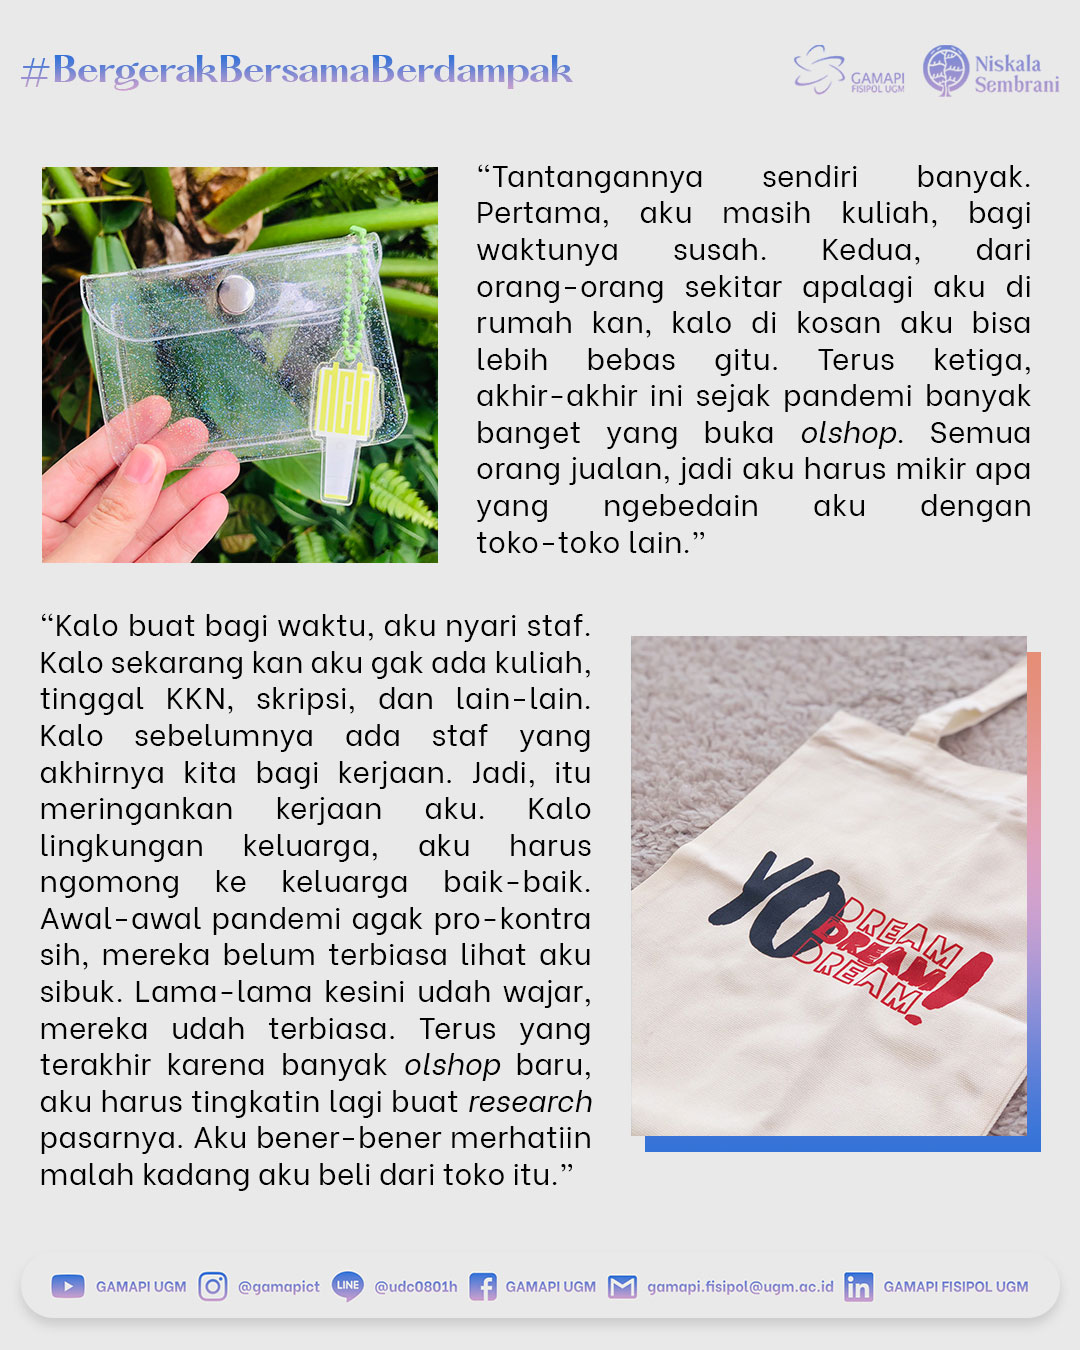 #BergerakBersamaBerdampak
GAMAPI
FISIPOL UGM
Niskala
Sembrani
“Tantangannya sendiri banyak.
Pertama, aku masih kuliah, bagi
waktunya susah. Kedua, dari
orang-orang sekitar apalagi aku di
rumah kan, kalo di kosan aku bisa
lebih bebas gitu. Terus ketiga,
akhir-akhir ini sejak pandemi banyak
banget yang buka olshop. Semua
orang jualan, jadi aku harus mikir apa
yang ngebedain aku dengan
toko-toko lain.”
nct
“Kalo buat bagi waktu, aku nyari staf.
Kalo sekarang kan aku gak ada kuliah,
tinggal KKN, skripsi, dan lain-lain.
Kalo sebelumnya ada staf yang
akhirnya kita bagi kerjaan. Jadi, itu
meringankan kerjaan aku. Kalo
lingkungan keluarga, aku harus
ngomong ke keluarga baik-baik.
Awal-awal pandemi agak pro-kontra
sih, mereka belum terbiasa lihat aku
sibuk. Lama-lama kesini udah wajar,
mereka udah terbiasa. Terus yang
terakhir karena banyak olshop baru,
aku harus tingkatin lagi buat research
pasarnya. Aku bener-bener merhatiin
malah kadang aku beli dari toko itu.”
YO
DREAM
DREAM
DREAM!
GAMAPI UGM
@gamapict
LINE
@udc0801h
GAMAPI UGM
gamapi.fisipol@ugm.ac.id
GAMAPI FISIPOL UGM